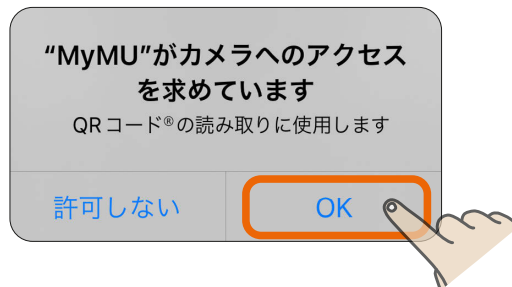 “MyMU”がカメラへのアクセス
を求めています
QRコード®の読み取りに使用します
許可しない
OK